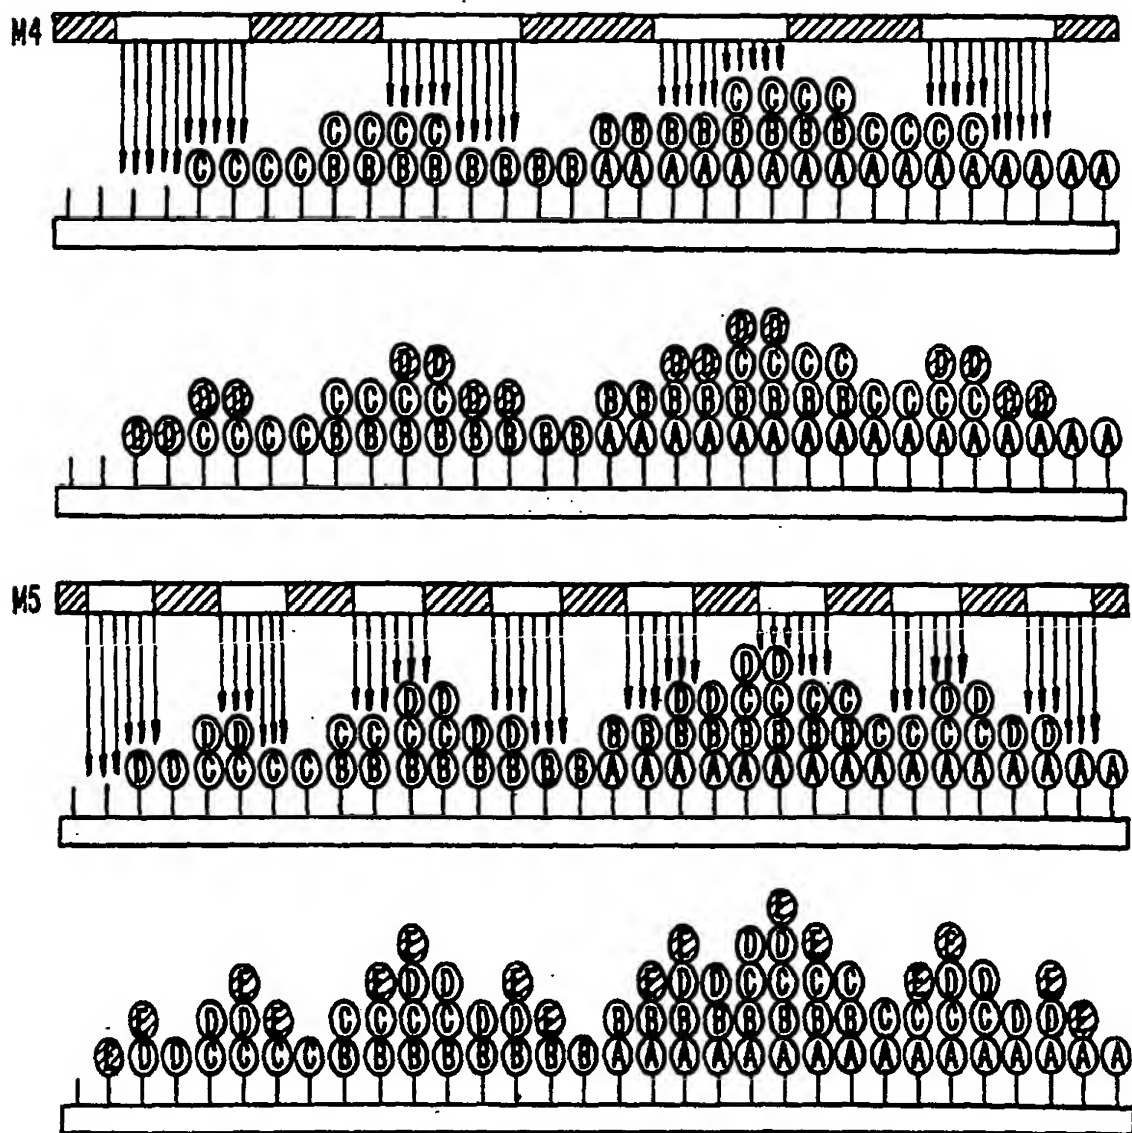 M4
C C C C
C C C C B B B B B B B B C C C C
C C C C B B B B B B B B A A A A A A A A A A A A A A A A
D D
D D D D C C C C D D
D D C C C C D D B B B B B B B B C C C C D D
D D C C C C B B B B B B B B A A A A A A A A A A A A A A A A
M5
D D
D D D D C C C C D D
D D C C C C D D B B B B B B B B C C C C D D
D D C C C C B B B B B B B B A A A A A A A A A A A A A A A A
E
E E D D E E
E E D D E E D D C C C C E D D E
E D D E C C C C D D E B B B B B B B B C C C C D D E
E D D C C C C B B B B B B B B A A A A A A A A A A A A A A A A